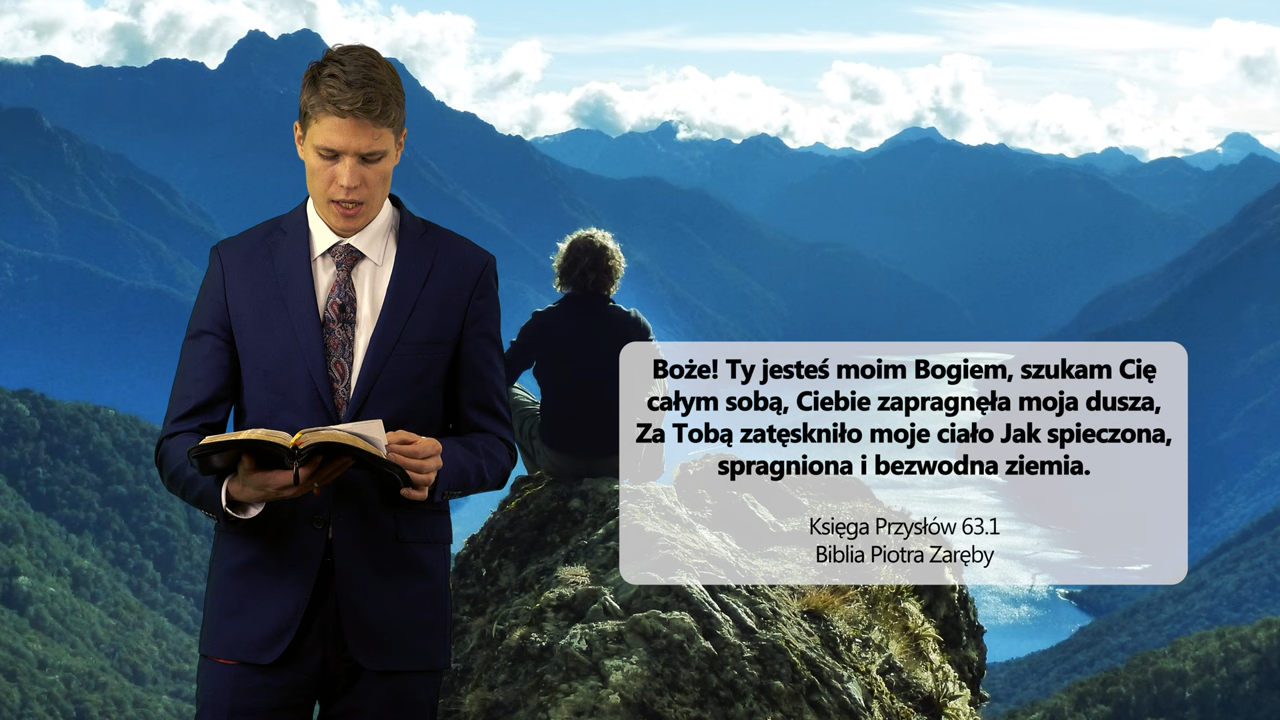 Boże! Ty jesteś moim Bogiem, szukam Cię
całym sobą, Ciebie zapragnęła moja dusza,
Za Tobą zatęskniło moje ciało Jak spieczona,
spragniona i bezwodna ziemia.
Księga Przysłów 63.1
Biblia Piotra Zaręby